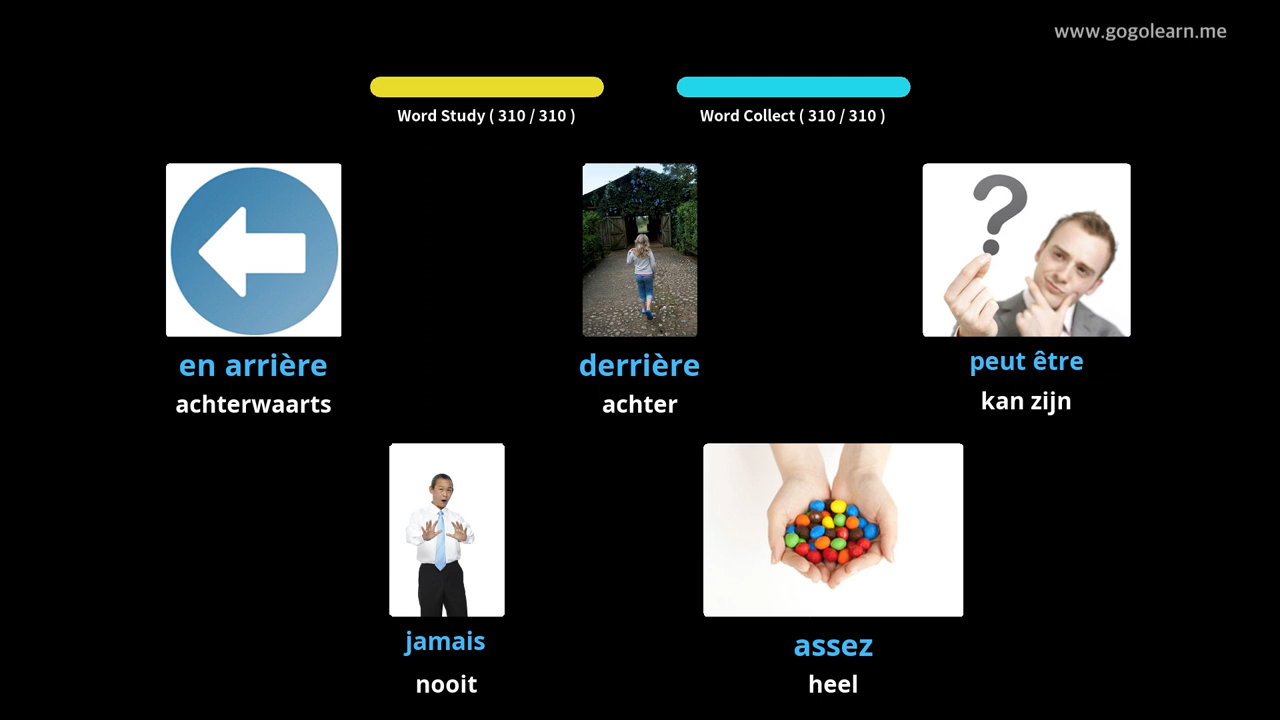 www.gogolearn.me
Word Study ( 310 / 310 )
Word Collect ( 310 / 310 )
en arrière
achterwaarts
derrière
achter
peut être
kan zijn
jamais
nooit
assez
heel